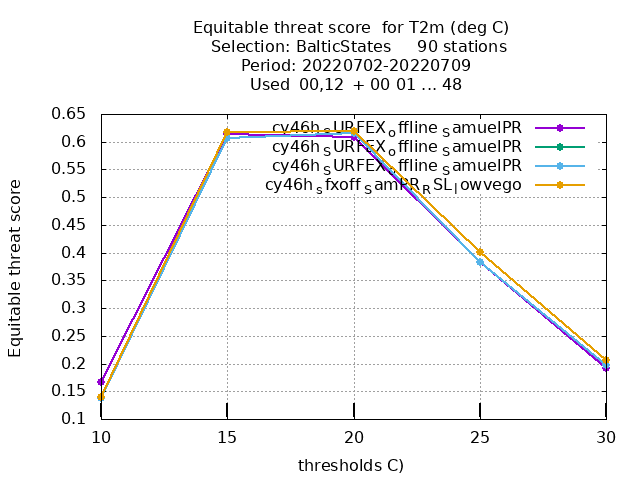 Equitable threat score  for T2m (deg C)
Selection: BalticStates     90 stations
Period: 20220702-20220709
Used  00,12  + 00 01 ... 48
cy46h_SURFEX_offline_SamuelPR
cy46h_SURFEX_offline_SamuelPR
cy46h_SURFEX_offline_SamuelPR
cy46h_sfxoff_SamPR_RSL_lowvego
Equitable threat score
0.65
0.6
0.55
0.5
0.45
0.4
0.35
0.3
0.25
0.2
0.15
0.1
10 15 20 25 30
thresholds C)